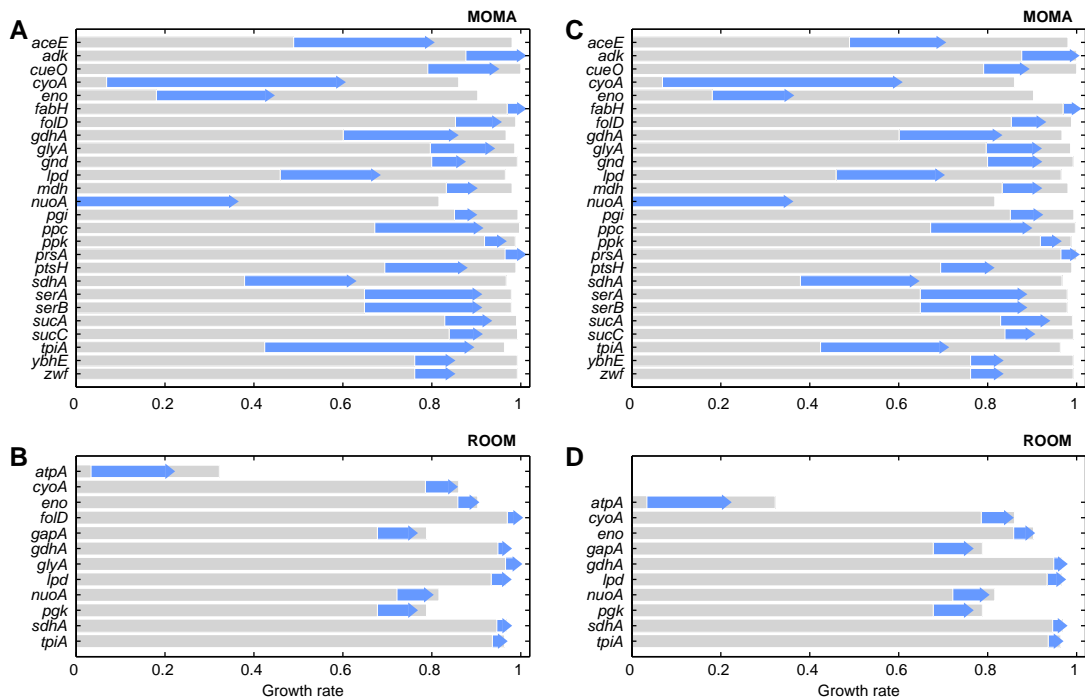 A
MOMA
aceE
adk
cueO
cyoA
eno
fabH
folD
gdhA
glyA
gnd
lpd
mdh
nuoA
pgi
ppc
ppk
prsA
ptsH
sdhA
serA
serB
sucA
sucC
tpiA
ybhE
zwf
0 0.2 0.4 0.6 0.8 1
B
ROOM
atpA
cyoA
eno
folD
gapA
gdhA
glyA
lpd
nuoA
pgk
sdhA
tpiA
0 0.2 0.4 0.6 0.8 1
Growth rate
C
MOMA
aceE
adk
cueO
cyoA
eno
fabH
folD
gdhA
glyA
gnd
lpd
mdh
nuoA
pgi
ppc
ppk
prsA
ptsH
sdhA
serA
serB
sucA
sucC
tpiA
ybhE
zwf
0 0.2 0.4 0.6 0.8 1
D
ROOM
atpA
cyoA
eno
gapA
gdhA
lpd
nuoA
pgk
sdhA
tpiA
0 0.2 0.4 0.6 0.8 1
Growth rate